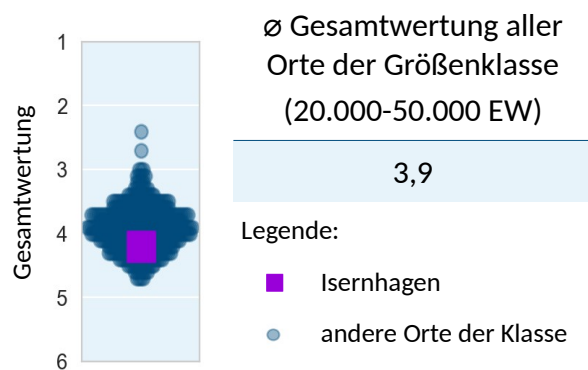 Gesamtwertung
1
2
3
4
5
6
⌀ Gesamtwertung aller
Orte der Größenklasse
(20.000-50.000 EW)
3,9
Legende:
Isernhagen
andere Orte der Klasse